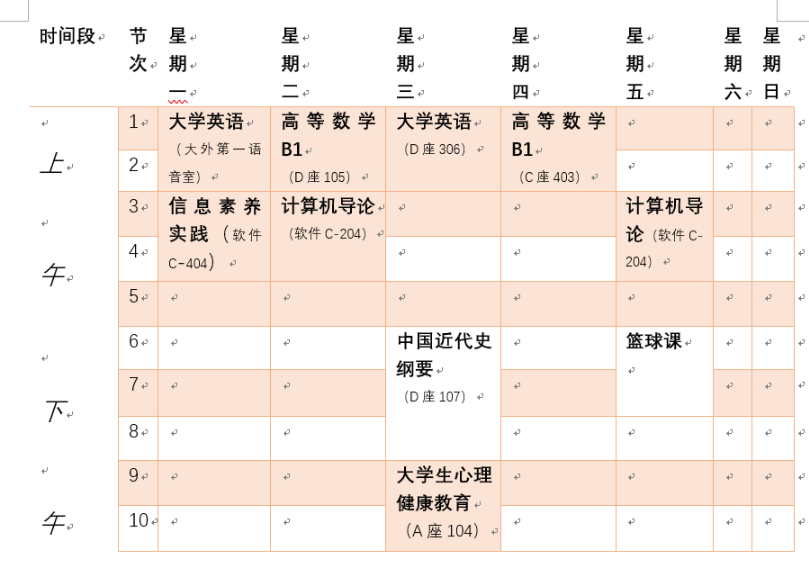 时间段 节次 星期一 星期二 星期三 星期四 星期五 星期六 星期日
上午
1 大学英语 高等数学 大学英语 高等数学
（大外第一语音室） B1 （D座306） B1
2 （D座105） （C座403）
3 信息素养 计算机导论 计算机导
实践（软件 （软件C-204） 论（软件C-
4 C-404） 204）
5
下午
6 中国近代史 篮球课
纲要
7 （D座107）
8
9 大学生心理
健康教育
10 （A座104）